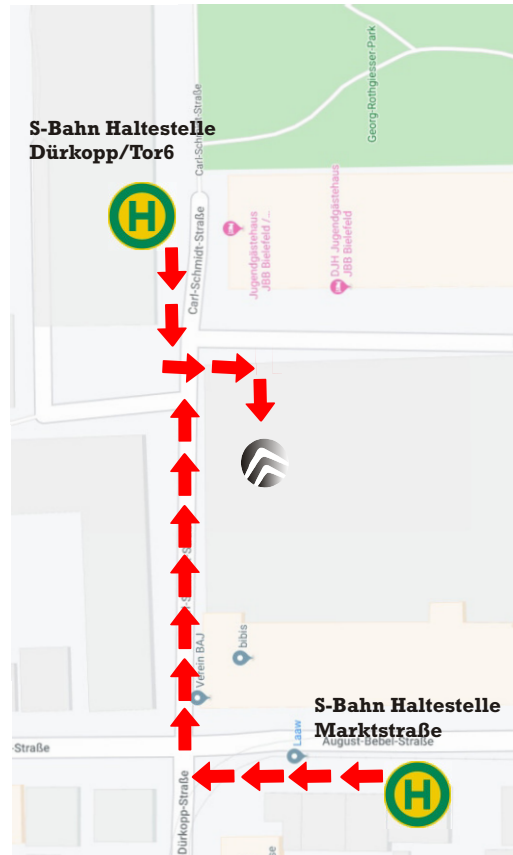 Georg-Rothgiesser-Park
Carl-Schmidt-Straße
S-Bahn Haltestelle
Dürkopp/Tor6
H
Carl-Schmidt-Straße
Jugendgästehaus
JBB Bielefeld /...
DJH Jugendgästehaus
JBB Bielefeld
Verein BAJ
bibis
S-Bahn Haltestelle
Marktstraße
-Straße
Laaw
August-Bebel-Straße
H
Dürkopp-Straße
se